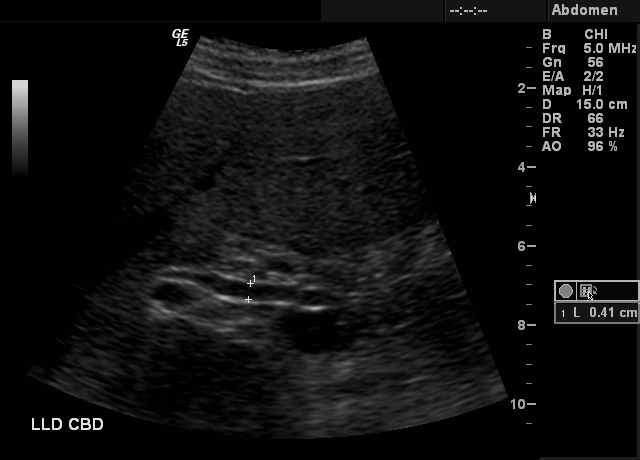 --:--:--
Abdomen
GE
L5
B CHI
Frq 5.0 MHz
Gn 56
E/A 2/2
Map H/1
D 15.0 cm
DR 66
FR 33 Hz
AO 96 %
2
4
6
8
10
1
1 L 0.41 cm
LLD CBD